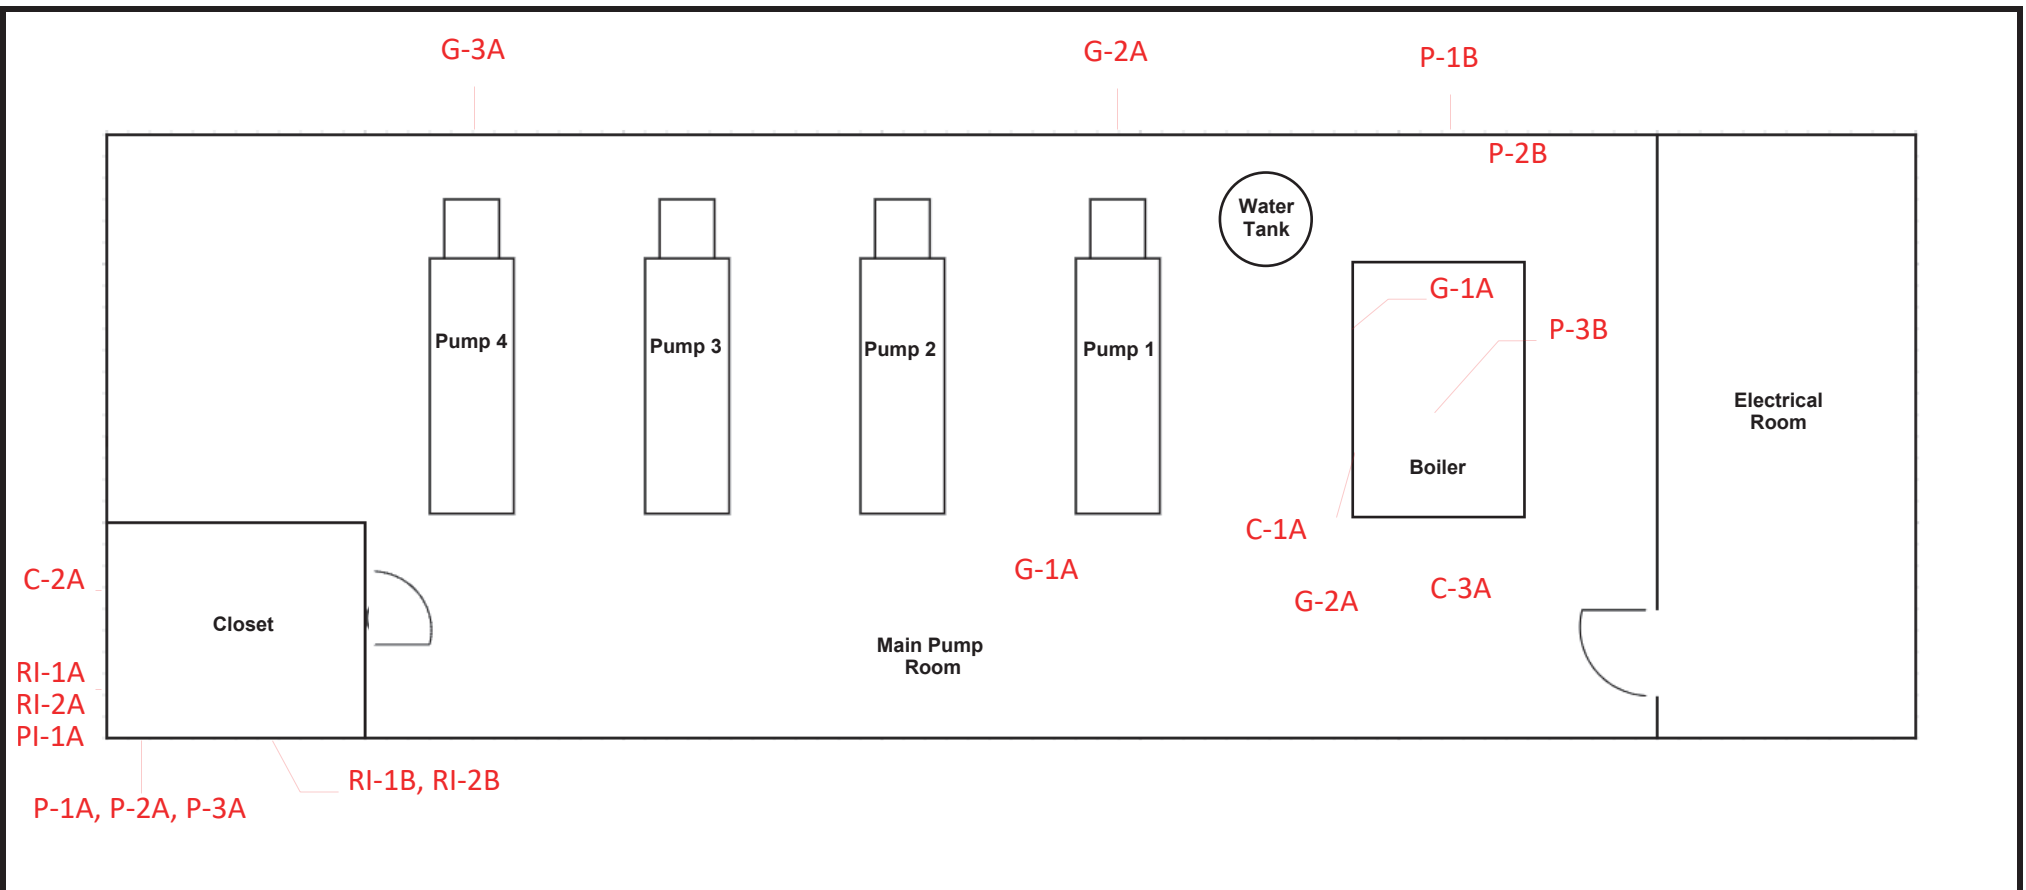 G-3A
G-2A
P-1B
P-2B
Water
Tank
G-1A
P-3B
Pump 4
Pump 3
Pump 2
Pump 1
Electrical
Room
Boiler
C-1A
G-1A
C-2A
G-2A
C-3A
Closet
Main Pump
Room
RI-1A
RI-2A
PI-1A
RI-1B, RI-2B
P-1A, P-2A, P-3A